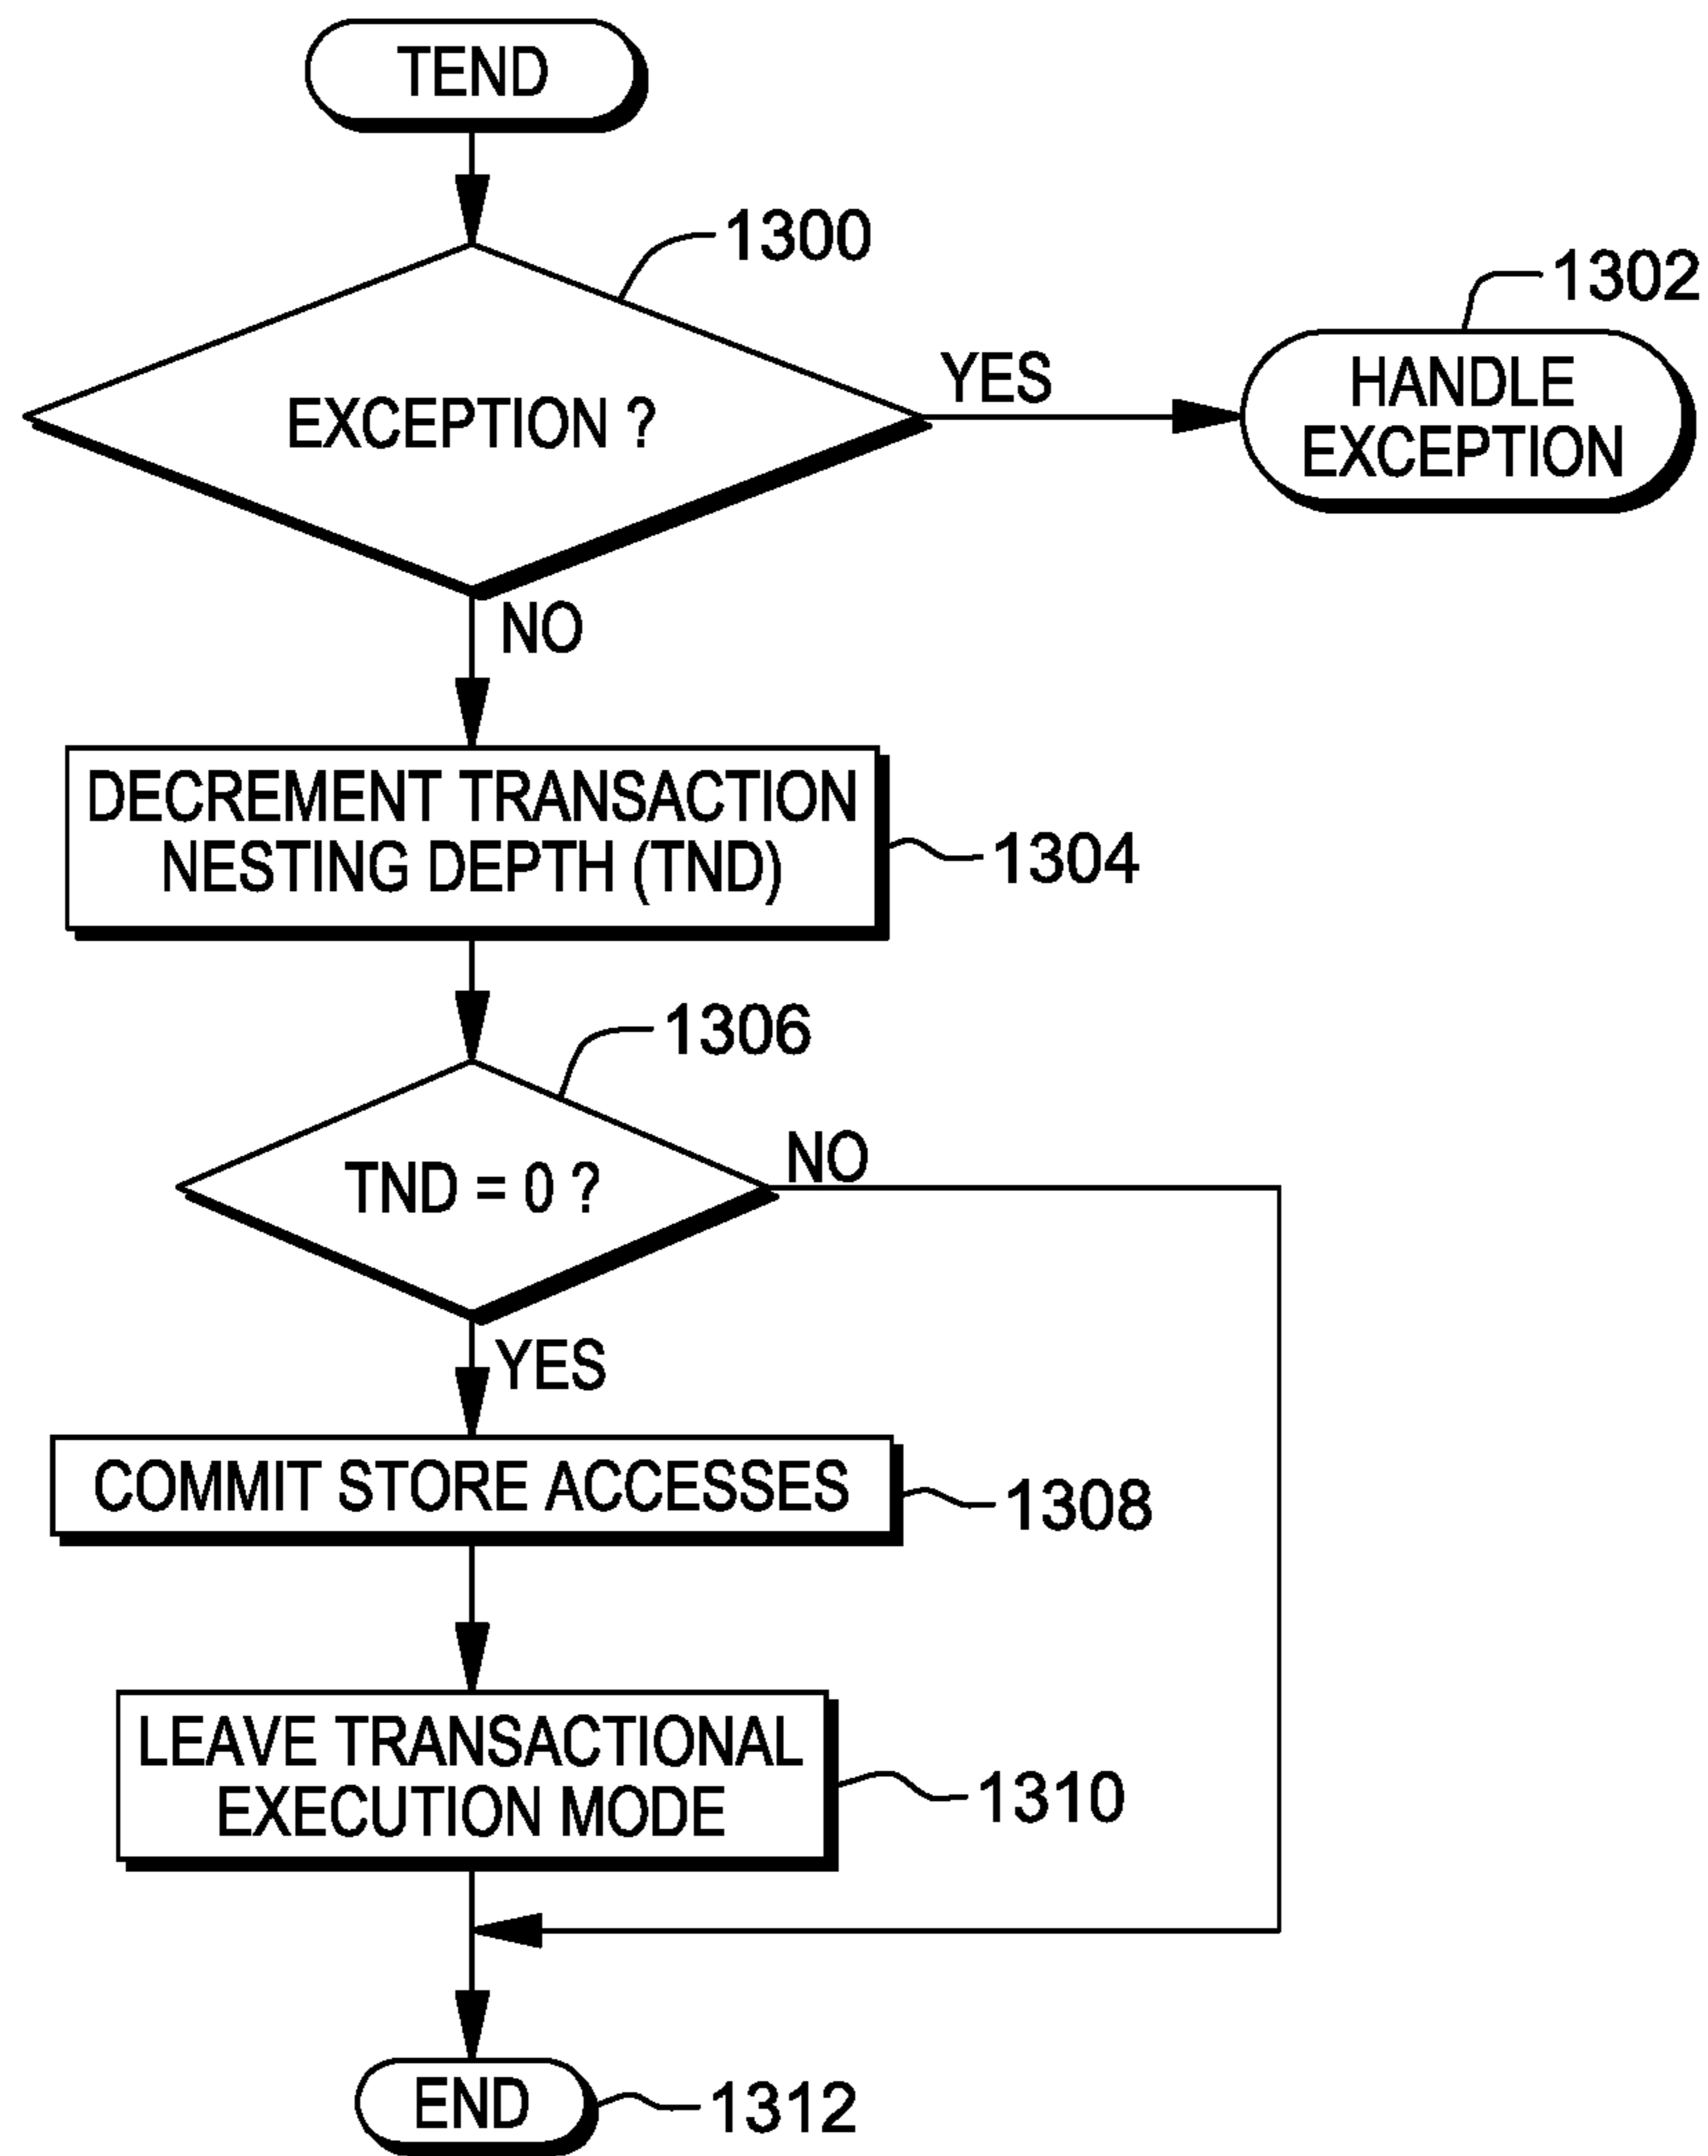 TEND
1300
1302
EXCEPTION ?
YES
HANDLE
EXCEPTION
NO
DECREMENT TRANSACTION
NESTING DEPTH (TND)
1304
1306
TND = 0 ?
NO
YES
COMMIT STORE ACCESSES
1308
LEAVE TRANSACTIONAL
EXECUTION MODE
1310
END
1312